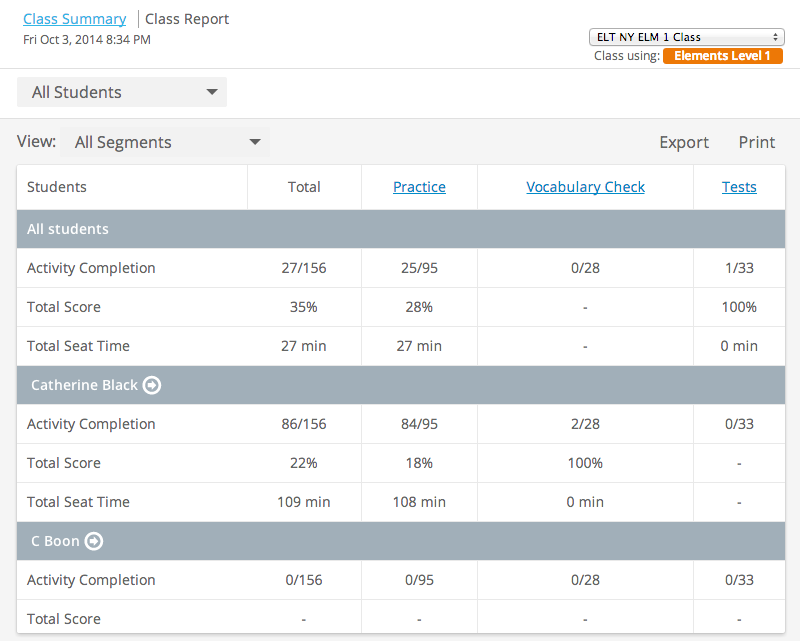 Class Summary | Class Report
Fri Oct 3, 2014 8:34 PM
ELT NY ELM 1 Class
Class using: Elements Level 1
All Students
View: All Segments Export Print
Students Total Practice Vocabulary Check Tests
All students
Activity Completion 27/156 25/95 0/28 1/33
Total Score 35% 28% - 100%
Total Seat Time 27 min 27 min - 0 min
Catherine Black
Activity Completion 86/156 84/95 2/28 0/33
Total Score 22% 18% 100% -
Total Seat Time 109 min 108 min 0 min -
C Boon
Activity Completion 0/156 0/95 0/28 0/33
Total Score - - - -